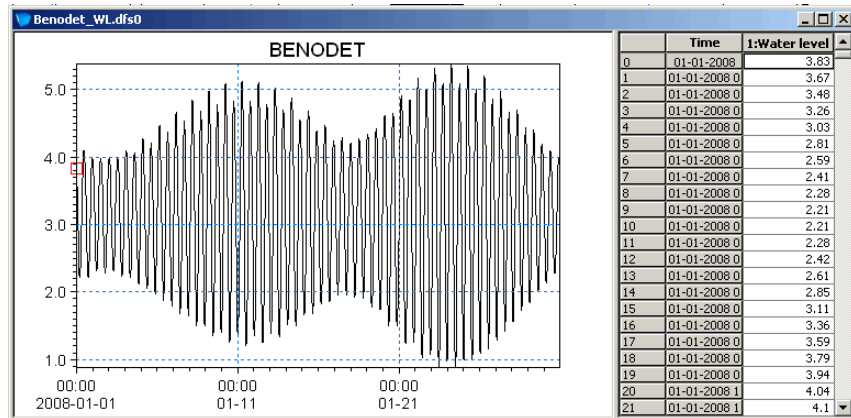 Benodet_WL.dfs0
BENODET
5.0
4.0
3.0
2.0
1.0
00:00 00:00 00:00
2008-01-01 01-11 01-21
Time 1:Water level
0 01-01-2008 3.83
1 01-01-2008 0 3.67
2 01-01-2008 0 3.48
3 01-01-2008 0 3.26
4 01-01-2008 0 3.03
5 01-01-2008 0 2.81
6 01-01-2008 0 2.59
7 01-01-2008 0 2.41
8 01-01-2008 0 2.28
9 01-01-2008 0 2.21
10 01-01-2008 0 2.21
11 01-01-2008 0 2.28
12 01-01-2008 0 2.42
13 01-01-2008 0 2.61
14 01-01-2008 0 2.85
15 01-01-2008 0 3.11
16 01-01-2008 0 3.36
17 01-01-2008 0 3.59
18 01-01-2008 0 3.79
19 01-01-2008 0 3.94
20 01-01-2008 1 4.04
21 01-01-2008 1 4.1